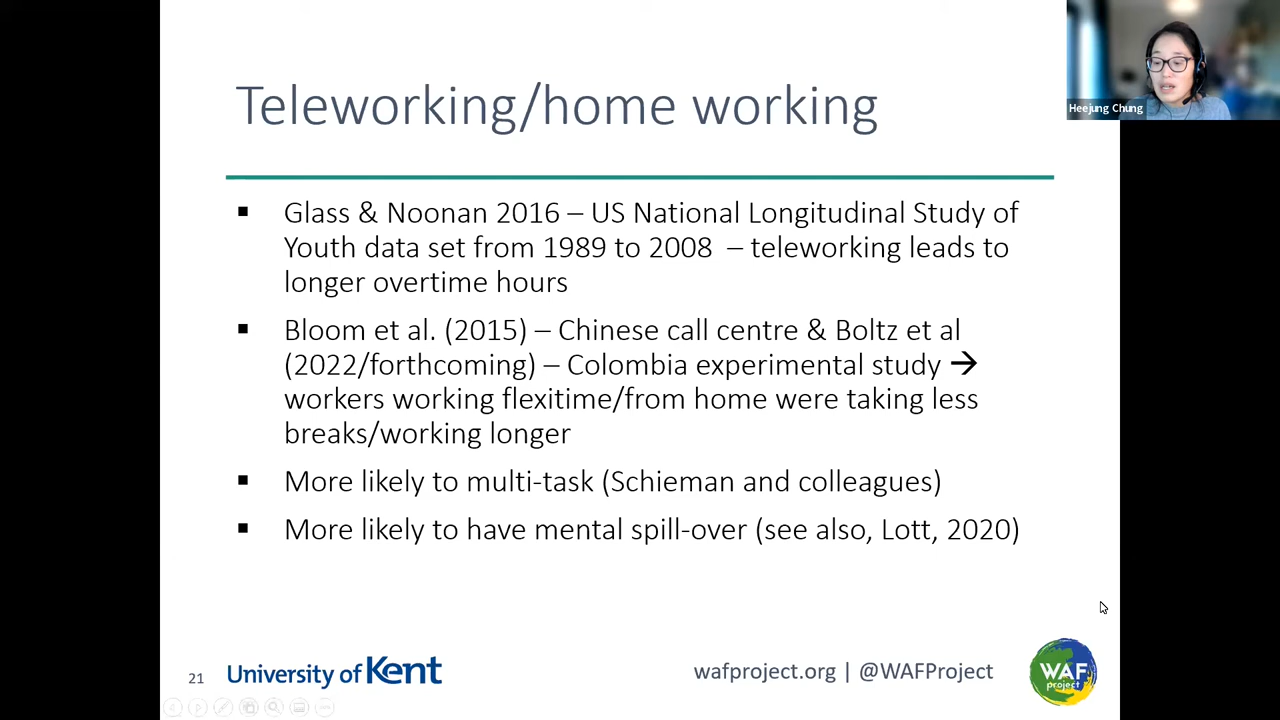 Teleworking/home working
Heejung Chung
▪ Glass & Noonan 2016 – US National Longitudinal Study of
Youth data set from 1989 to 2008 – teleworking leads to
longer overtime hours
▪ Bloom et al. (2015) – Chinese call centre & Boltz et al
(2022/forthcoming) – Colombia experimental study →
workers working flexitime/from home were taking less
breaks/working longer
▪ More likely to multi-task (Schieman and colleagues)
▪ More likely to have mental spill-over (see also, Lott, 2020)
21
University of Kent
wafproject.org | @WAFProject
WAF
project